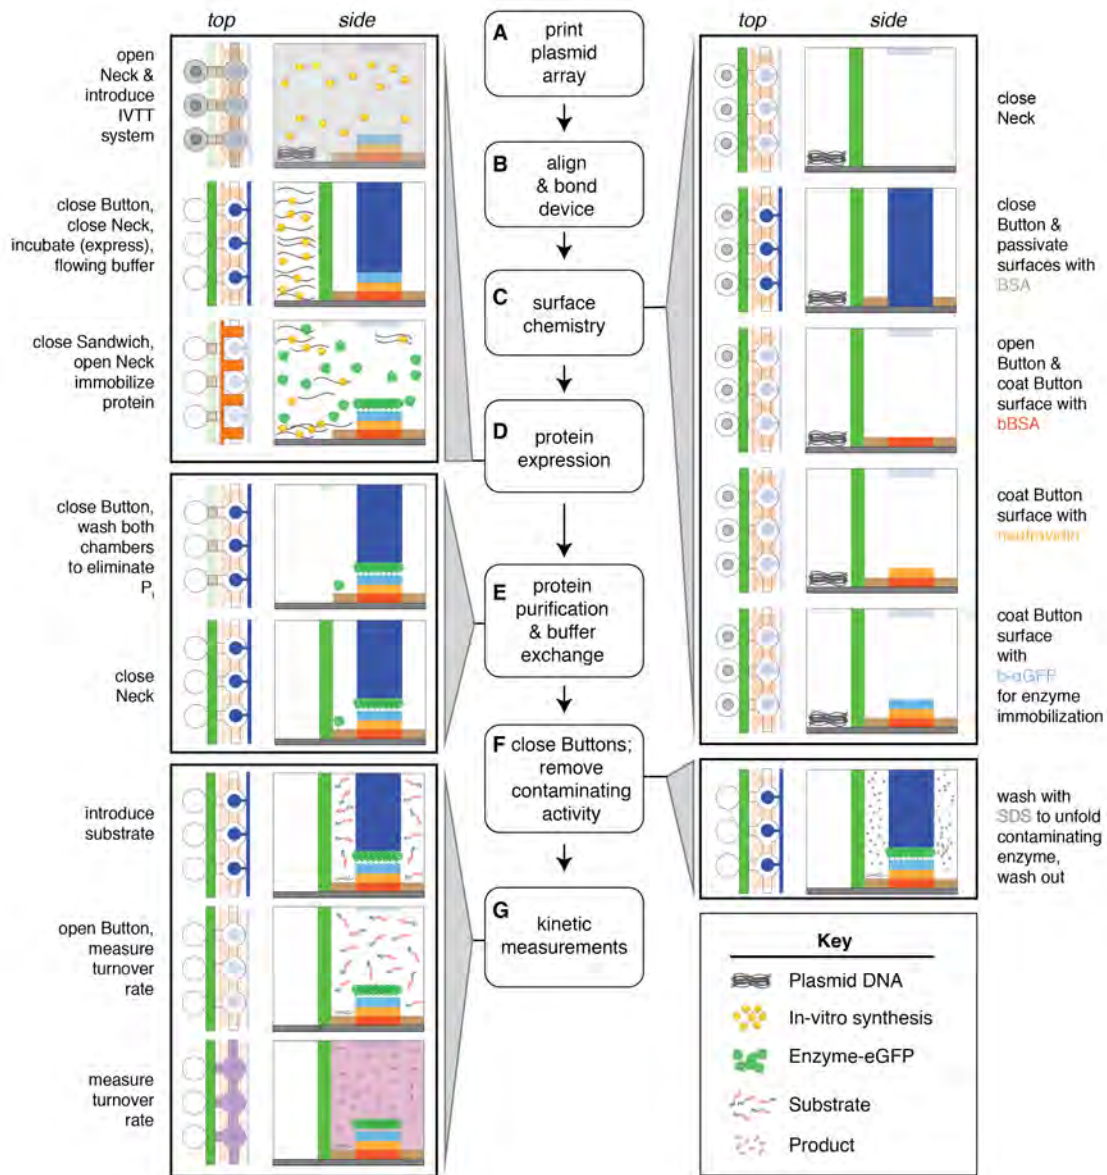 top
side
open
Neck &
introduce
IVTT
system
close Button,
close Neck,
incubate (express),
flowing buffer
close Sandwich,
open Neck
immobilize
protein
close Button,
wash both
chambers
to eliminate
Pi
close
Neck
introduce
substrate
open Button,
measure
turnover
rate
measure
turnover
rate
A print
plasmid
array
B align
& bond
device
C surface
chemistry
D protein
expression
E protein
purification
& buffer
exchange
F close Buttons;
remove
contaminating
activity
G kinetic
measurements
top
side
close
Neck
close
Button &
passivate
surfaces with
BSA
open
Button &
coat Button
surface with
bBSA
coat Button
surface with
neutravidin
coat Button
surface
with
b-αGFP
for enzyme
immobilization
wash with
SDS to unfold
contaminating
enzyme,
wash out
Key
Plasmid DNA
In-vitro synthesis
Enzyme-eGFP
Substrate
Product